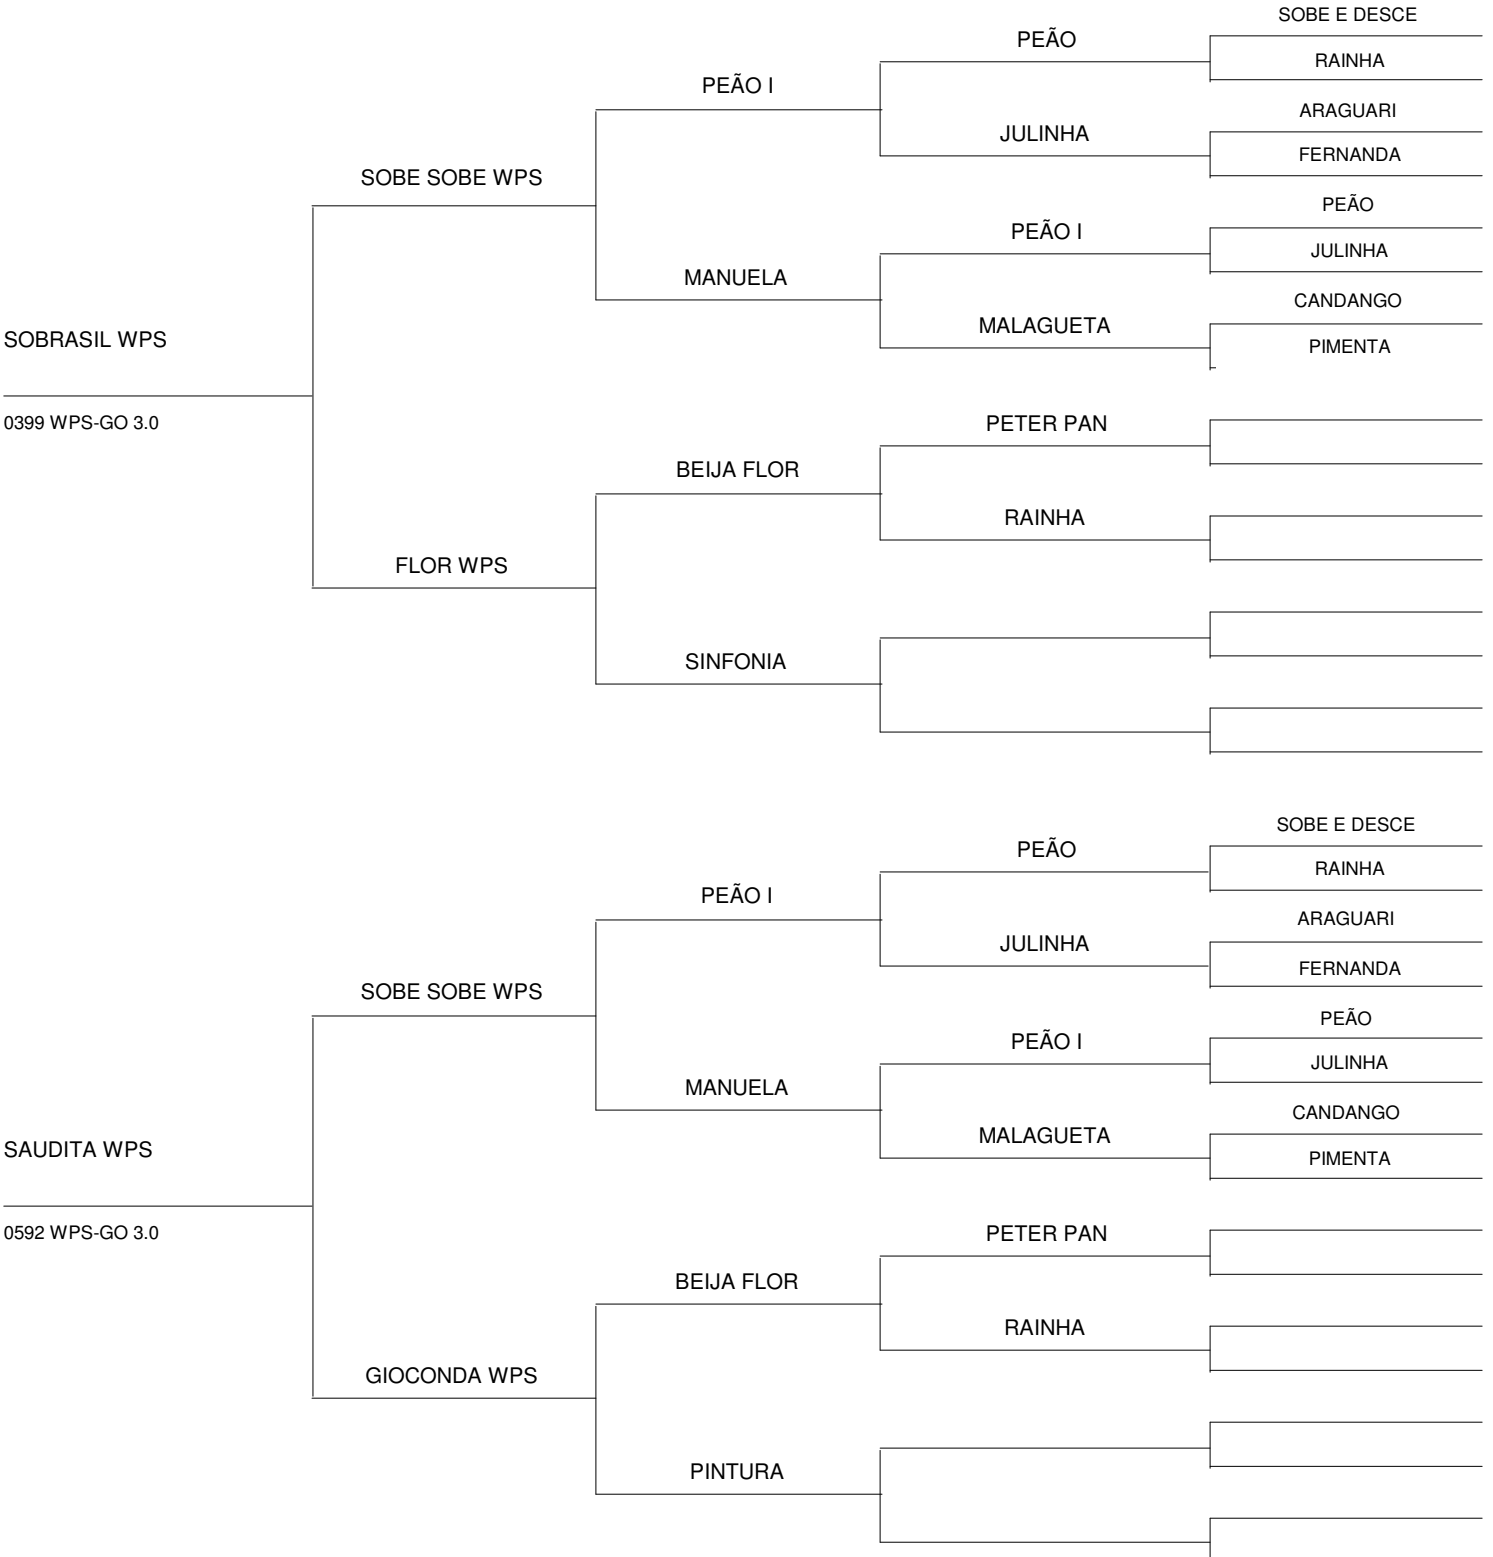 SOBE E DESCE
PEÃO
RAINHA
PEÃO I
ARAGUARI
JULINHA
FERNANDA
SOBE SOBE WPS
PEÃO
PEÃO I
JULINHA
MANUELA
CANDANGO
MALAGUETA
SOBRASIL WPS
PIMENTA
0399 WPS-GO 3.0
PETER PAN
BEIJA FLOR
RAINHA
FLOR WPS
SINFONIA
SOBE E DESCE
PEÃO
RAINHA
PEÃO I
ARAGUARI
JULINHA
FERNANDA
SOBE SOBE WPS
PEÃO
PEÃO I
JULINHA
MANUELA
CANDANGO
MALAGUETA
SAUDITA WPS
PIMENTA
0592 WPS-GO 3.0
PETER PAN
BEIJA FLOR
RAINHA
GIOCONDA WPS
PINTURA